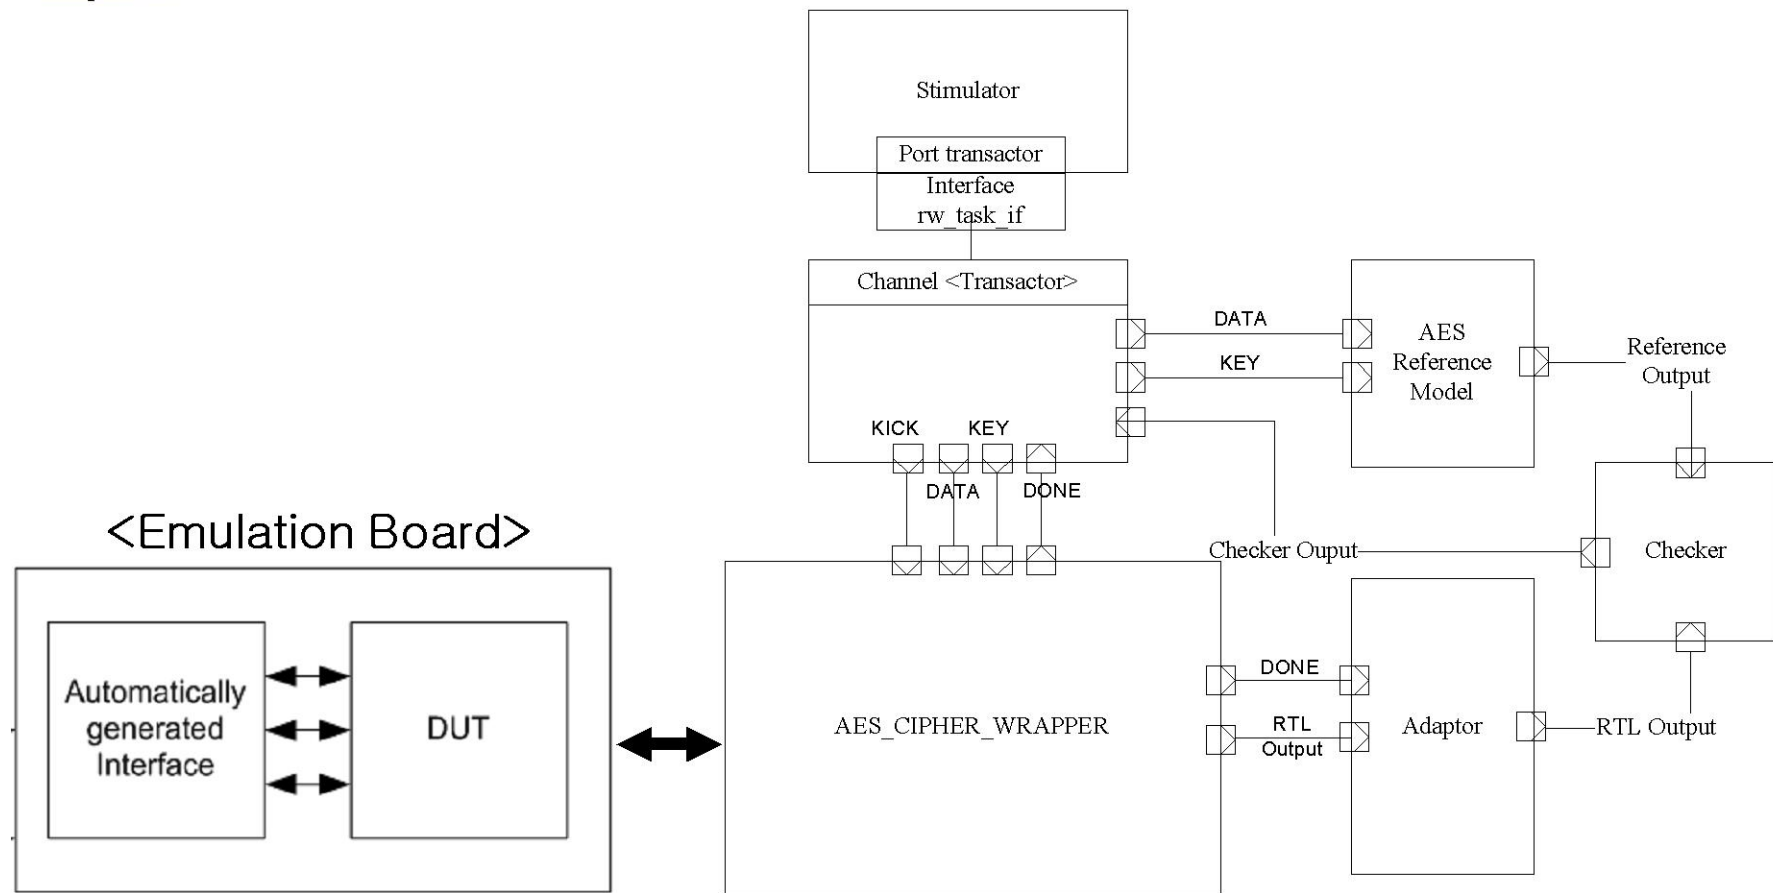 Stimulator
Port transactor
Interface
rw_task_if
Channel <Transactor>
DATA
KEY
AES
Reference
Model
Reference
Output
KICK
KEY
DATA
DONE
<Emulation Board>
Checker Ouput
Checker
Automatically
generated
Interface
DUT
AES_CIPHER_WRAPPER
DONE
RTL
Output
Adaptor
RTL Output